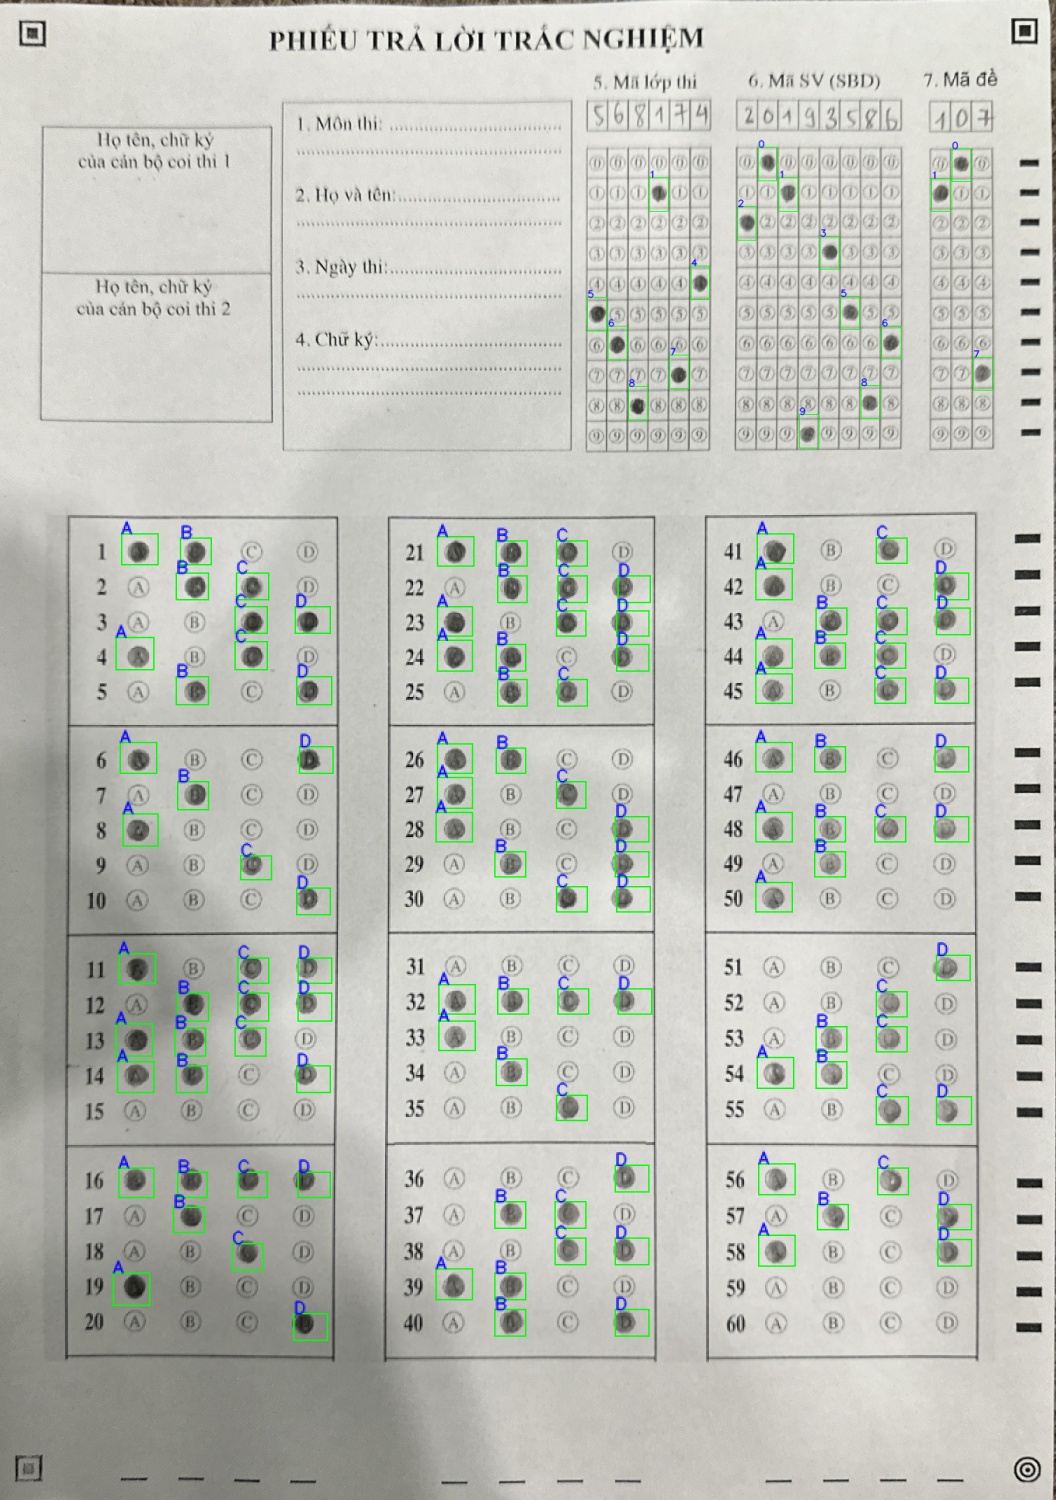 PHIẾU TRẢ LỜI TRẮC NGHIỆM
5. Mã lớp thi 6. Mã SV (SBD) 7. Mã đề
568174 20193586 107
Họ tên, chữ ký
của cán bộ coi thi 1
Họ tên, chữ ký
của cán bộ coi thi 2
1. Môn thi:
2. Họ và tên:
3. Ngày thi:
4. Chữ ký:
0 0
1 1 1
2
3
4
5 5
6 6
7 7
8 8
9
1 A B C D
2 A B C D
3 A B C D
4 A B C D
5 A B C D
6 A B C D
7 A B C D
8 A B C D
9 A B C D
10 A B C D
11 A B C D
12 A B C D
13 A B C D
14 A B C D
15 A B C D
16 A B C D
17 A B C D
18 A B C D
19 A B C D
20 A B C D
21 A B C D
22 A B C D
23 A B C D
24 A B C D
25 A B C D
26 A B C D
27 A B C D
28 A B C D
29 A B C D
30 A B C D
31 A B C D
32 A B C D
33 A B C D
34 A B C D
35 A B C D
36 A B C D
37 A B C D
38 A B C D
39 A B C D
40 A B C D
41 A B C D
42 A B C D
43 A B C D
44 A B C D
45 A B C D
46 A B C D
47 A B C D
48 A B C D
49 A B C D
50 A B C D
51 A B C D
52 A B C D
53 A B C D
54 A B C D
55 A B C D
56 A B C D
57 A B C D
58 A B C D
59 A B C D
60 A B C D